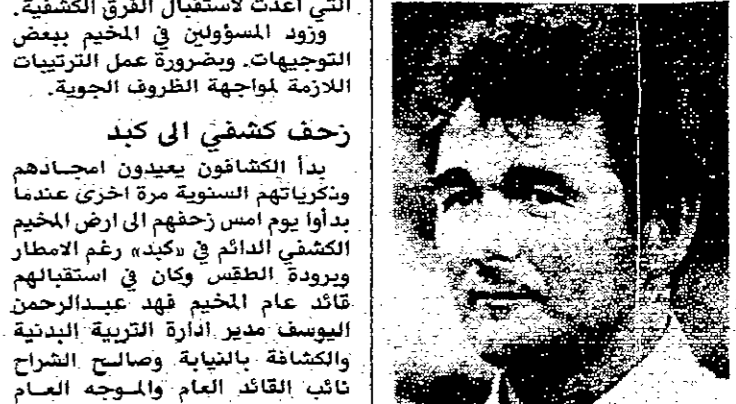 التي اعدت لاستقبال الفرق الكشفية.
وزود المسؤولين في المخيم ببعض
التوجيهات. وبضرورة عمل الترتيبات
اللازمة لمواجهة الظروف الجوية.
زحف كشفي الى كبد
بدأ الكشافون يعيدون امجادهم
وذكرياتهم السنوية مرة اخرى عندما
بدأوا يوم امس زحفهم الى ارض المخيم
الكشفي الدائم في «كبد» رغم الامطار
وبرودة الطقس وكان في استقبالهم
قائد عام المخيم فهد عبدالرحمن
اليوسف مدير ادارة التربية البدنية
والكشافة بالنيابة وصالح الشراح
نائب القائد العام والموجه العام